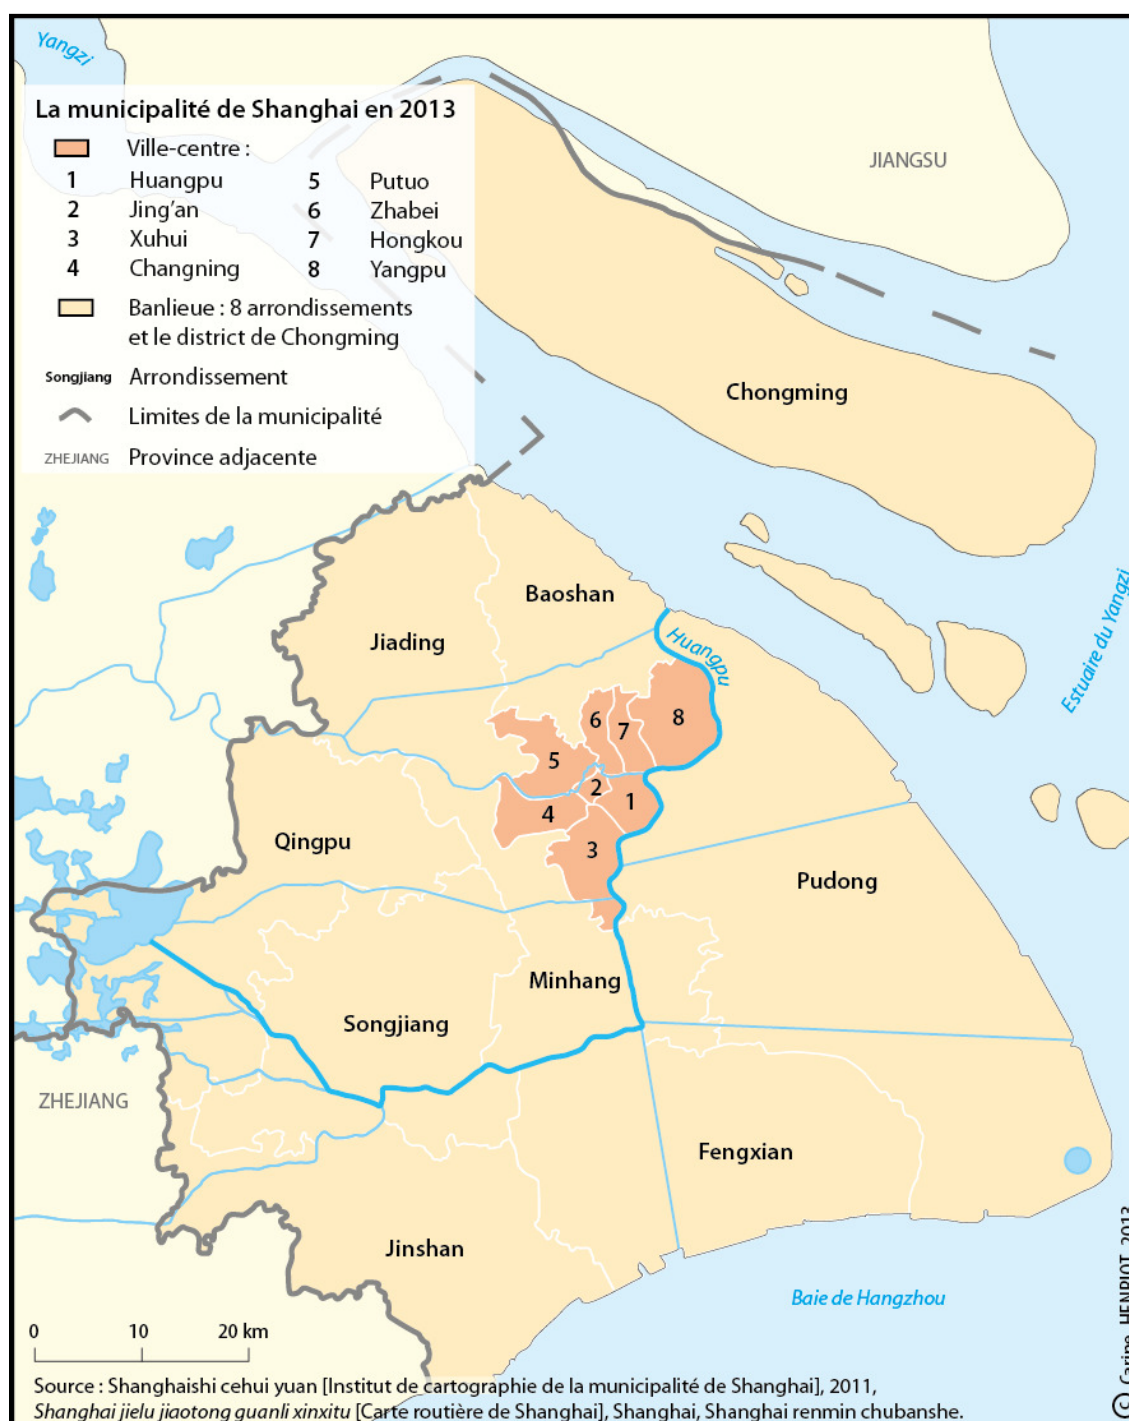 Yangzi
La municipalité de Shanghai en 2013
Ville-centre :
1 Huangpu 5 Putuo
2 Jing'an 6 Zhabei
3 Xuhui 7 Hongkou
4 Changning 8 Yangpu
Banlieue : 8 arrondissements
et le district de Chongming
Songjiang Arrondissement
Limites de la municipalité
ZHEJIANG Province adjacente
JIANGSU
Chongming
Estuaire du Yangzi
Baoshan
Jiading
Huangpu
6
7
8
5
2
1
4
3
Qingpu
Pudong
Minhang
Songjiang
ZHEJIANG
Fengxian
Jinshan
Baie de Hangzhou
0 10 20 km
Source : Shanghaishi cehui yuan [Institut de cartographie de la municipalité de Shanghai], 2011,
Shanghai jielu jiaotong guanli xinxitu [Carte routière de Shanghai], Shanghai, Shanghai renmin chubanshe.
© Carine HENRIOT, 2013